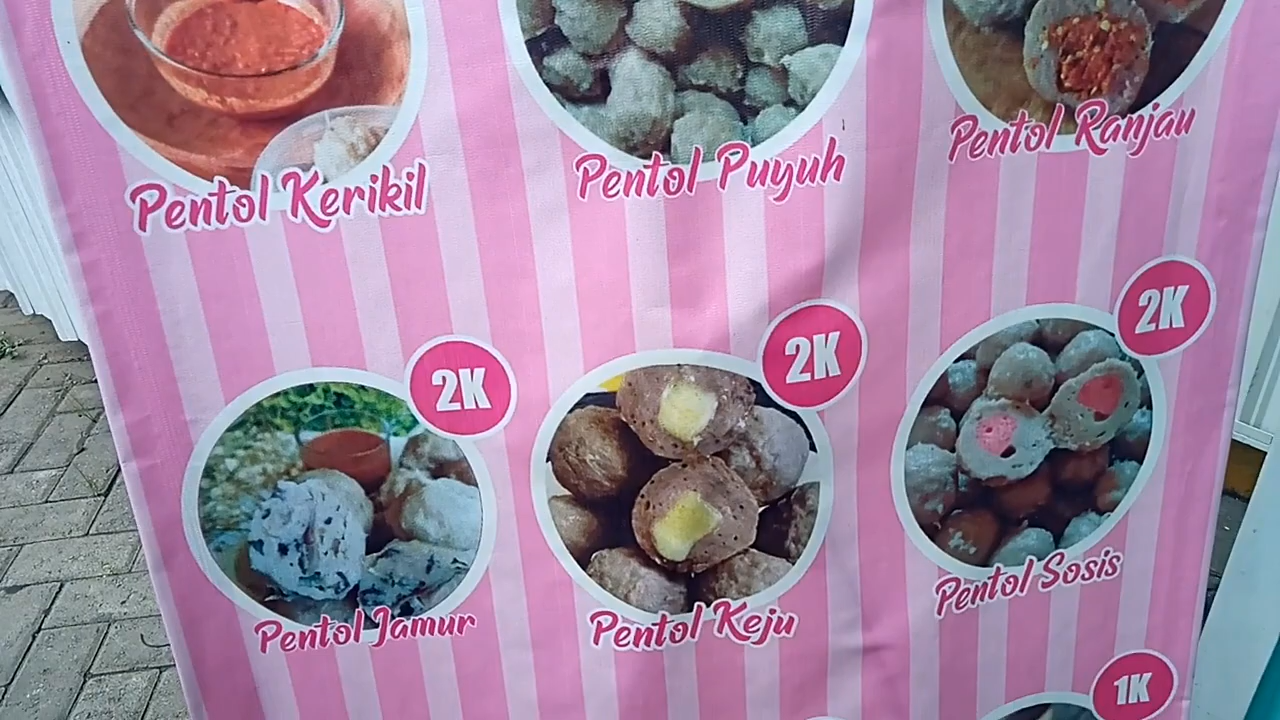 Pentol Kerikil
Pentol Puyuh
Pentol Ranjau
2K
2K
2K
Pentol Jamur
Pentol Keju
Pentol Sosis
1K